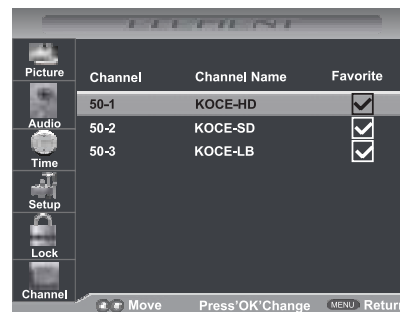 ELEMENT
Picture
Audio
Time
Setup
Lock
Channel
Channel Channel Name Favorite
50-1 KOCE-HD
50-2 KOCE-SD
50-3 KOCE-LB
Move Press'OK'Change MENU Return